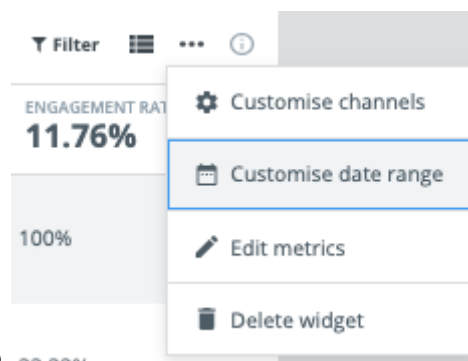 Filter
ENGAGEMENT RAT
11.76%
100%
Customise channels
Customise date range
Edit metrics
Delete widget